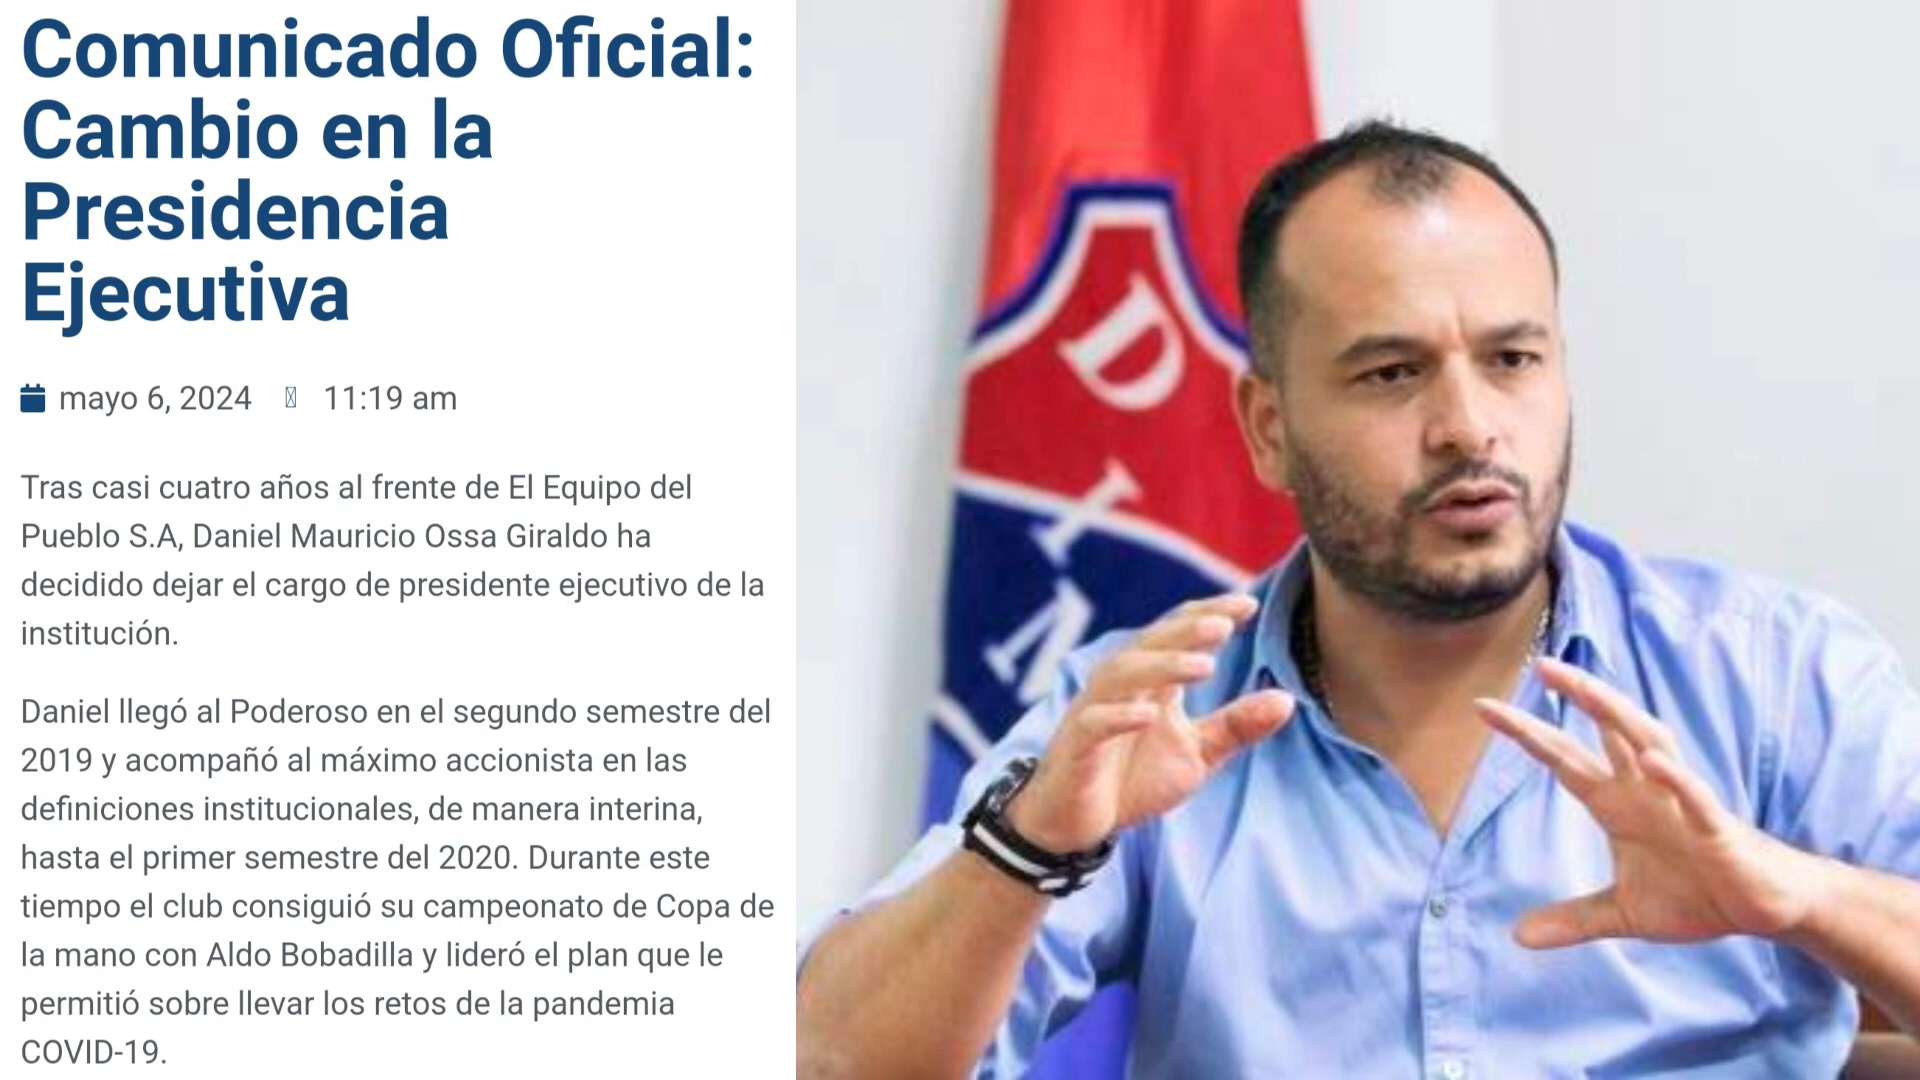 Comunicado Oficial:
Cambio en la
Presidencia
Ejecutiva
mayo 6, 2024 11:19 am
Tras casi cuatro años al frente de El Equipo del
Pueblo S.A, Daniel Mauricio Ossa Giraldo ha
decidido dejar el cargo de presidente ejecutivo de la
institución.
Daniel llegó al Poderoso en el segundo semestre del
2019 y acompañó al máximo accionista en las
definiciones institucionales, de manera interina,
hasta el primer semestre del 2020. Durante este
tiempo el club consiguió su campeonato de Copa de
la mano con Aldo Bobadilla y lideró el plan que le
permitió sobre llevar los retos de la pandemia
COVID-19.
D
I
M